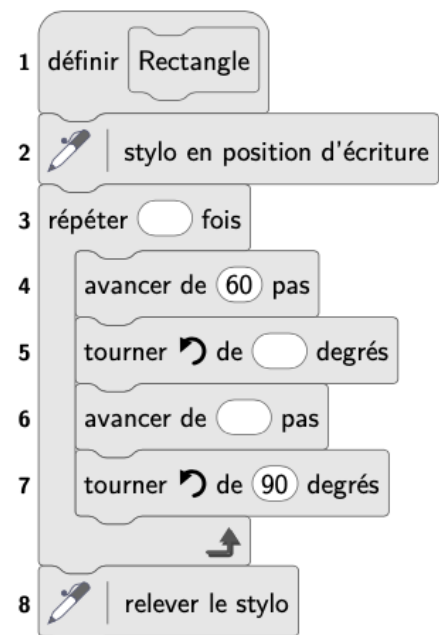 1 définir Rectangle
2 stylo en position d'écriture
3 répéter fois
4 avancer de 60 pas
5 tourner de degrés
6 avancer de pas
7 tourner de 90 degrés
8 relever le stylo